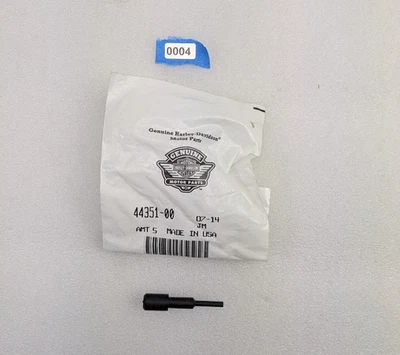 0004
Genuine Harley-Davidson®
Motor Parts
GENUINE
MOTOR PARTS
44351-00
07-14
JM
AMT 5 MADE IN USA